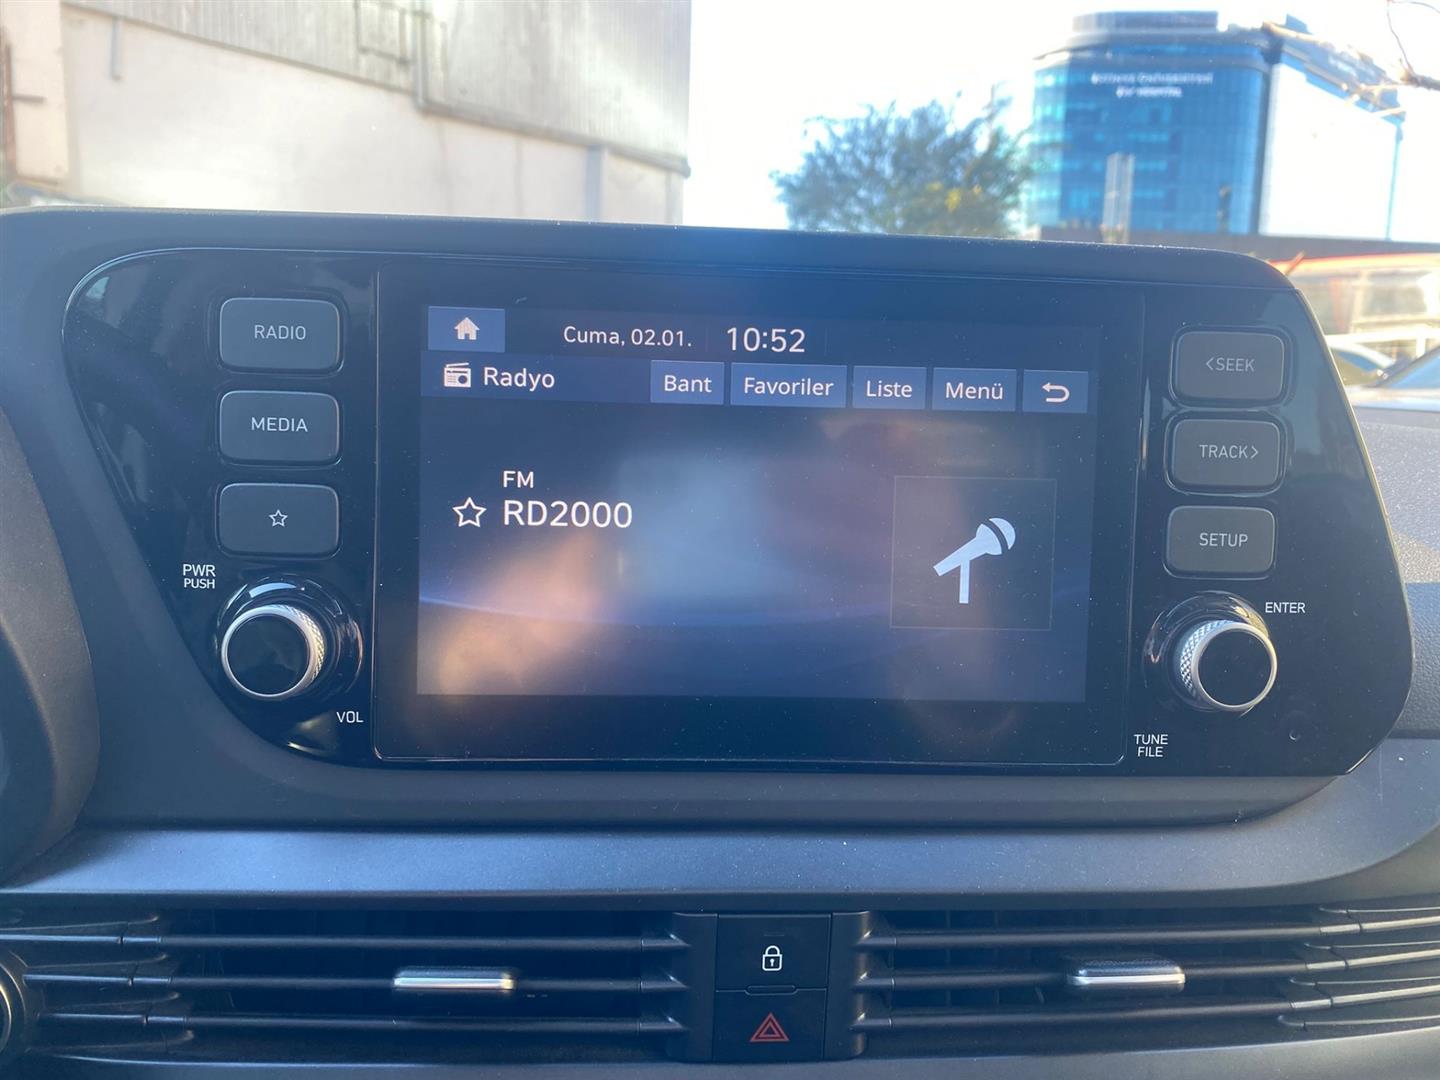 RADIO
MEDIA
PWR
PUSH
VOL
Cuma, 02.01. 10:52
Radyo Bant Favoriler Liste Menü
FM
RD2000
<SEEK
TRACK>
SETUP
ENTER
TUNE
FILE